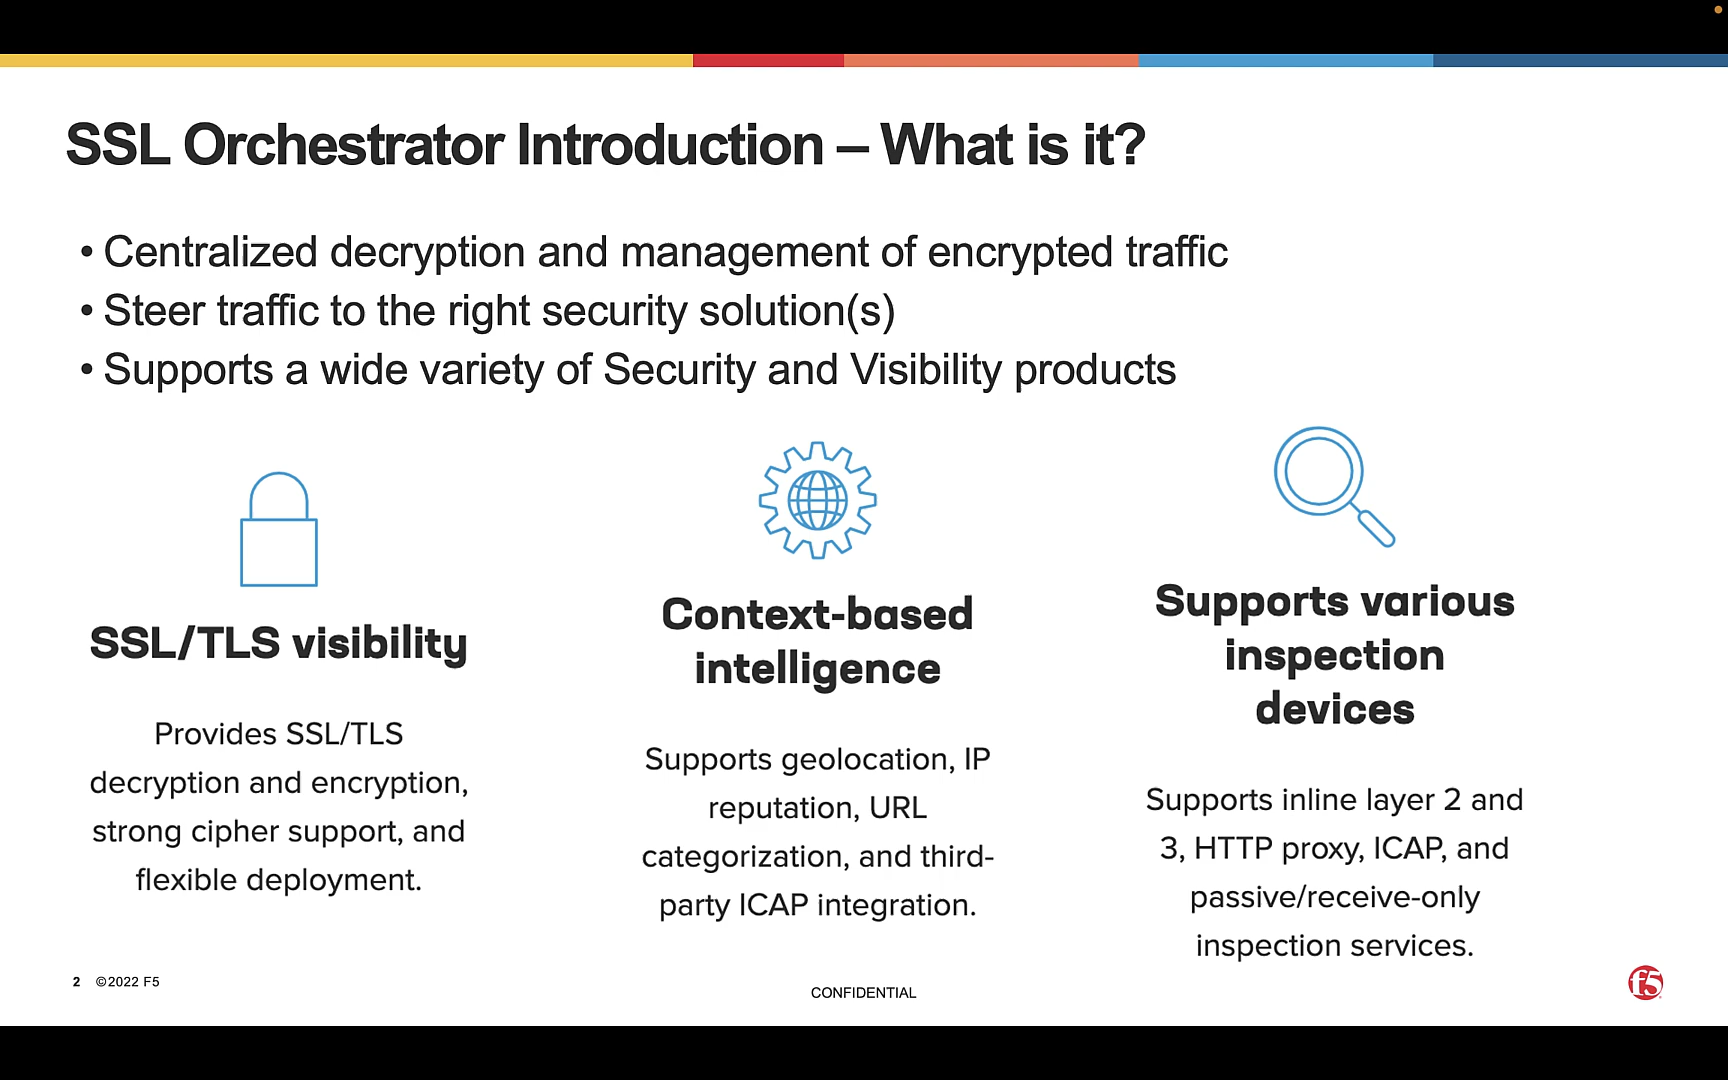 SSL Orchestrator Introduction – What is it?
• Centralized decryption and management of encrypted traffic
• Steer traffic to the right security solution(s)
• Supports a wide variety of Security and Visibility products
SSL/TLS visibility
Provides SSL/TLS
decryption and encryption,
strong cipher support, and
flexible deployment.
Context-based
intelligence
Supports geolocation, IP
reputation, URL
categorization, and third-
party ICAP integration.
Supports various
inspection
devices
Supports inline layer 2 and
3, HTTP proxy, ICAP, and
passive/receive-only
inspection services.
2 ©2022 F5
CONFIDENTIAL
f5